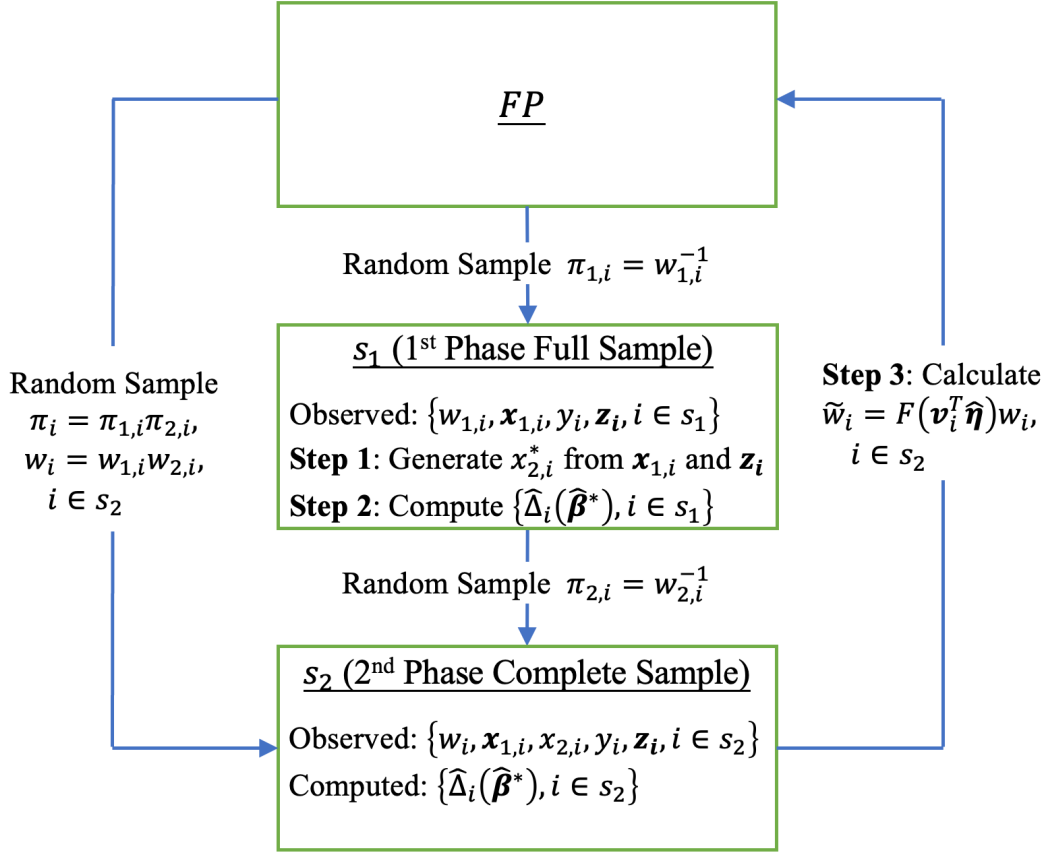 FP
Random Sample π₁,ᵢ = w₁,ᵢ⁻¹
s₁ (1ˢᵗ Phase Full Sample)
Observed: {w₁,ᵢ, 𝒙₁,ᵢ, yᵢ, 𝒛ᵢ, i ∈ s₁}
Step 1: Generate x*₂,ᵢ from 𝒙₁,ᵢ and 𝒛ᵢ
Step 2: Compute {Δ̂ᵢ(𝜷̂*), i ∈ s₁}
Random Sample π₂,ᵢ = w₂,ᵢ⁻¹
s₂ (2ⁿᵈ Phase Complete Sample)
Observed: {wᵢ, 𝒙₁,ᵢ, x₂,ᵢ, yᵢ, 𝒛ᵢ, i ∈ s₂}
Computed: {Δ̂ᵢ(𝜷̂*), i ∈ s₂}
Random Sample
πᵢ = π₁,ᵢπ₂,ᵢ,
wᵢ = w₁,ᵢw₂,ᵢ,
i ∈ s₂
Step 3: Calculate
w̃ᵢ = F(𝒗ᵢᵀ𝜼̂)wᵢ,
i ∈ s₂